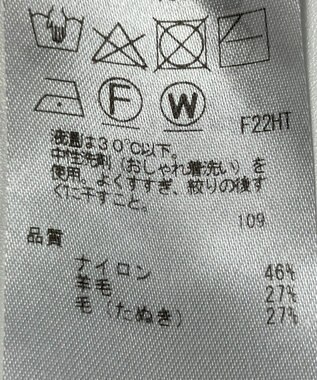 F
W
F22HT
液温は30℃以下。
中性洗剤(おしゃれ着洗い)を
使用、よくすすぎ、絞りの後す
ぐに干すこと。
109
品質
ナイロン 46%
羊毛 27%
毛(たぬき) 27%